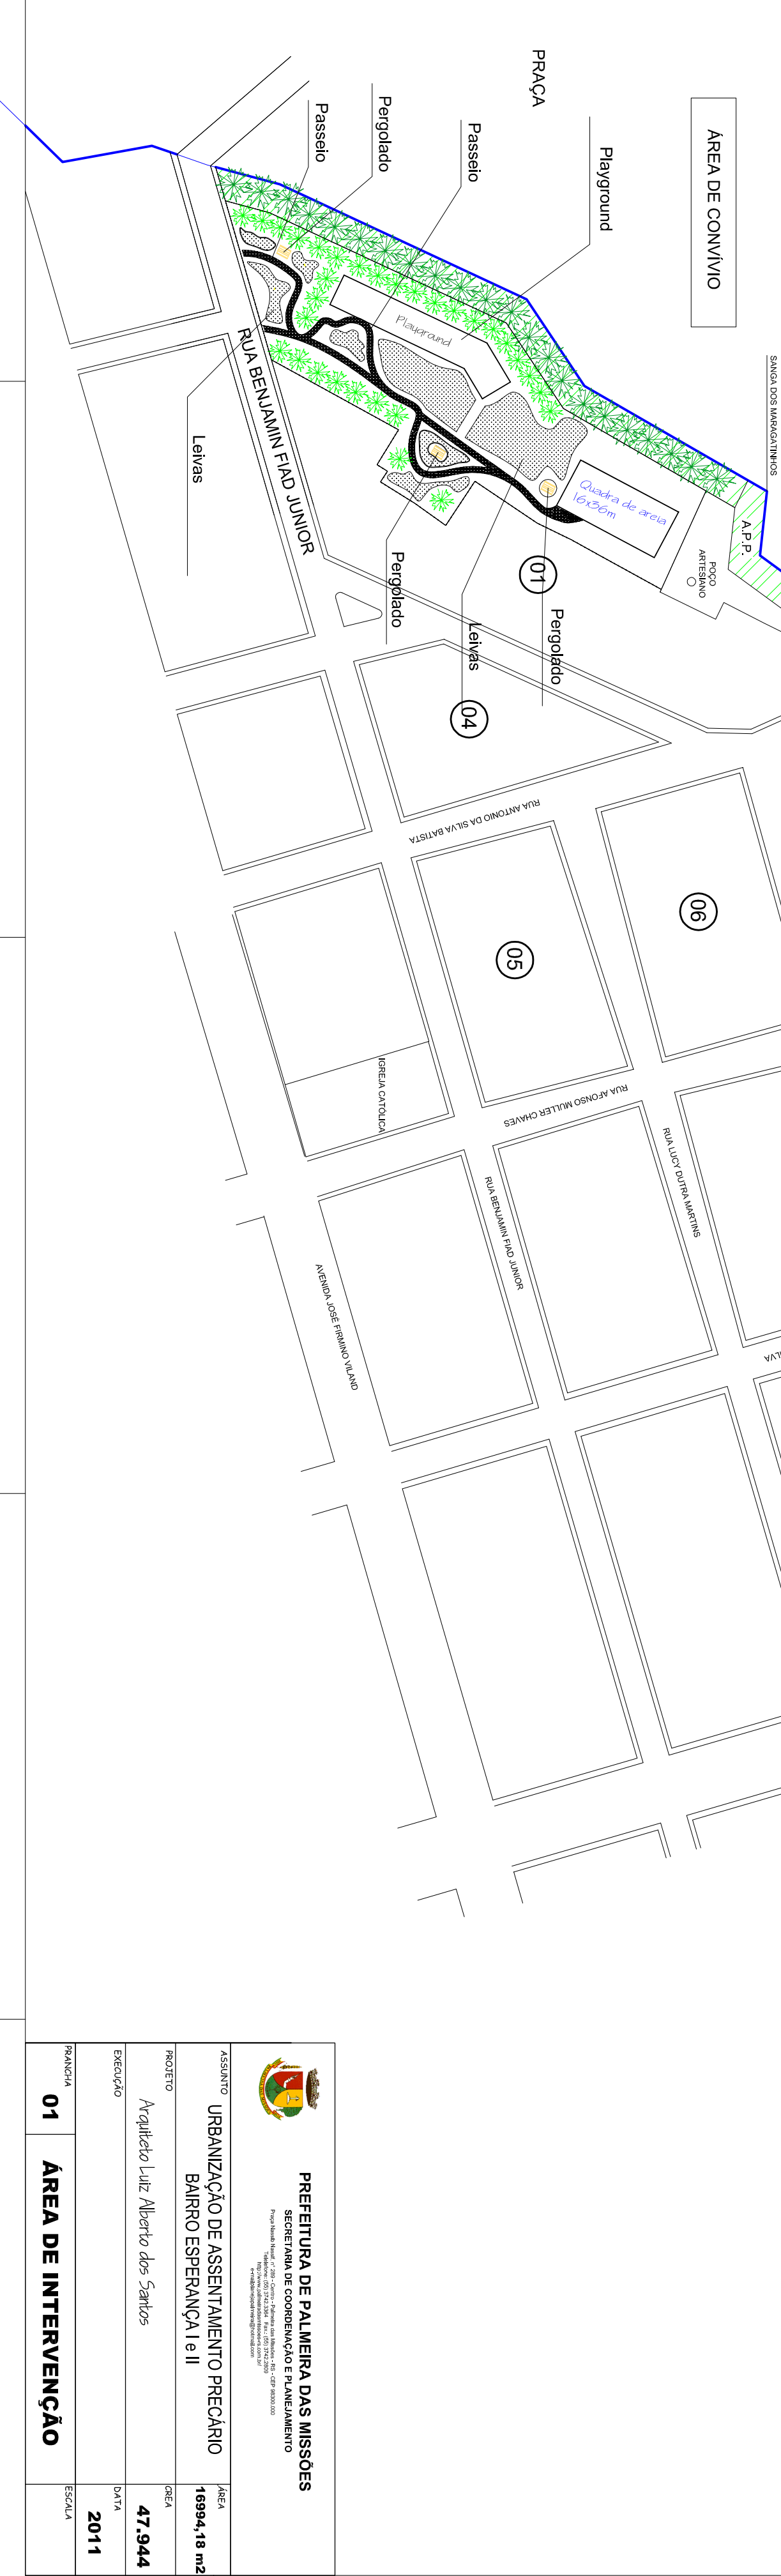 ÁREA DE CONVÍVIO
SANGA DOS MARAGATINHOS
PRAÇA
Playground
Passeio
Pergolado
Passeio
Playground
Quadra de areia
16x36m
A.P.P.
POÇO
ARTESIANO
01
Pergolado
Leivas
04
Pergolado
RUA BENJAMIN FIAD JUNIOR
Leivas
RUA ANTONIO DA SILVA BATISTA
06
05
IGREJA CATÓLICA
RUA AFONSO MULLER CHAVES
RUA LUCY DUTRA MARTINS
RUA BENJAMIN FIAD JUNIOR
AVENIDA JOSÉ FIRMINO VILAND
PREFEITURA DE PALMEIRA DAS MISSÕES
SECRETARIA DE COORDENAÇÃO E PLANEJAMENTO
ASSUNTO
URBANIZAÇÃO DE ASSENTAMENTO PRECÁRIO
BAIRRO ESPERANÇA I e II
ÁREA
16994,18 m2
PROJETO
Arquiteto Luiz Alberto dos Santos
CREA
47.944
EXECUÇÃO
DATA
2011
PRANCHA
01
ÁREA DE INTERVENÇÃO
ESCALA